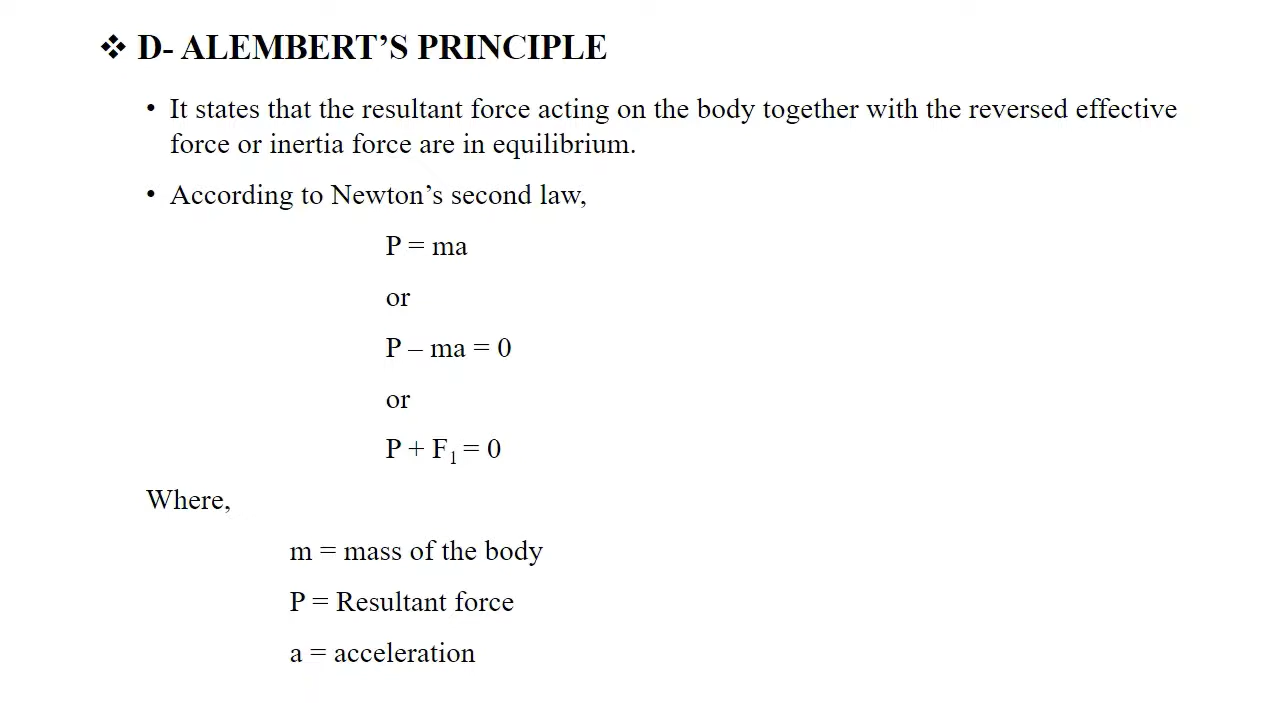 ❖ D- ALEMBERT’S PRINCIPLE
• It states that the resultant force acting on the body together with the reversed effective
force or inertia force are in equilibrium.
• According to Newton’s second law,
P = ma
or
P – ma = 0
or
P + F₁ = 0
Where,
m = mass of the body
P = Resultant force
a = acceleration